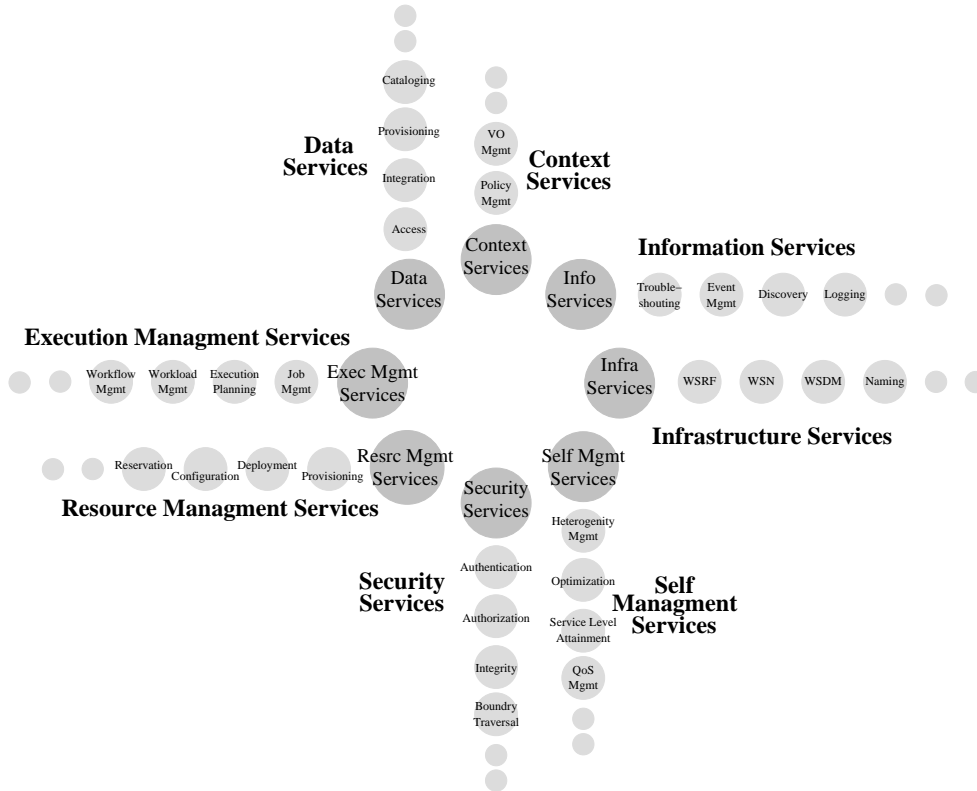 Cataloging
Provisioning
Integration
Access
Data
Services
Data
Services
VO
Mgmt
Policy
Mgmt
Context
Services
Context
Services
Information Services
Info
Services
Trouble-
shouting
Event
Mgmt
Discovery
Logging
Execution Managment Services
Workflow
Mgmt
Workload
Mgmt
Execution
Planning
Job
Mgmt
Exec Mgmt
Services
Infra
Services
WSRF
WSN
WSDM
Naming
Infrastructure Services
Reservation
Configuration
Deployment
Provisioning
Resrc Mgmt
Services
Resource Managment Services
Security
Services
Security
Services
Authentication
Authorization
Integrity
Boundry
Traversal
Self Mgmt
Services
Heterogenity
Mgmt
Optimization
Service Level
Attainment
QoS
Mgmt
Self
Managment
Services